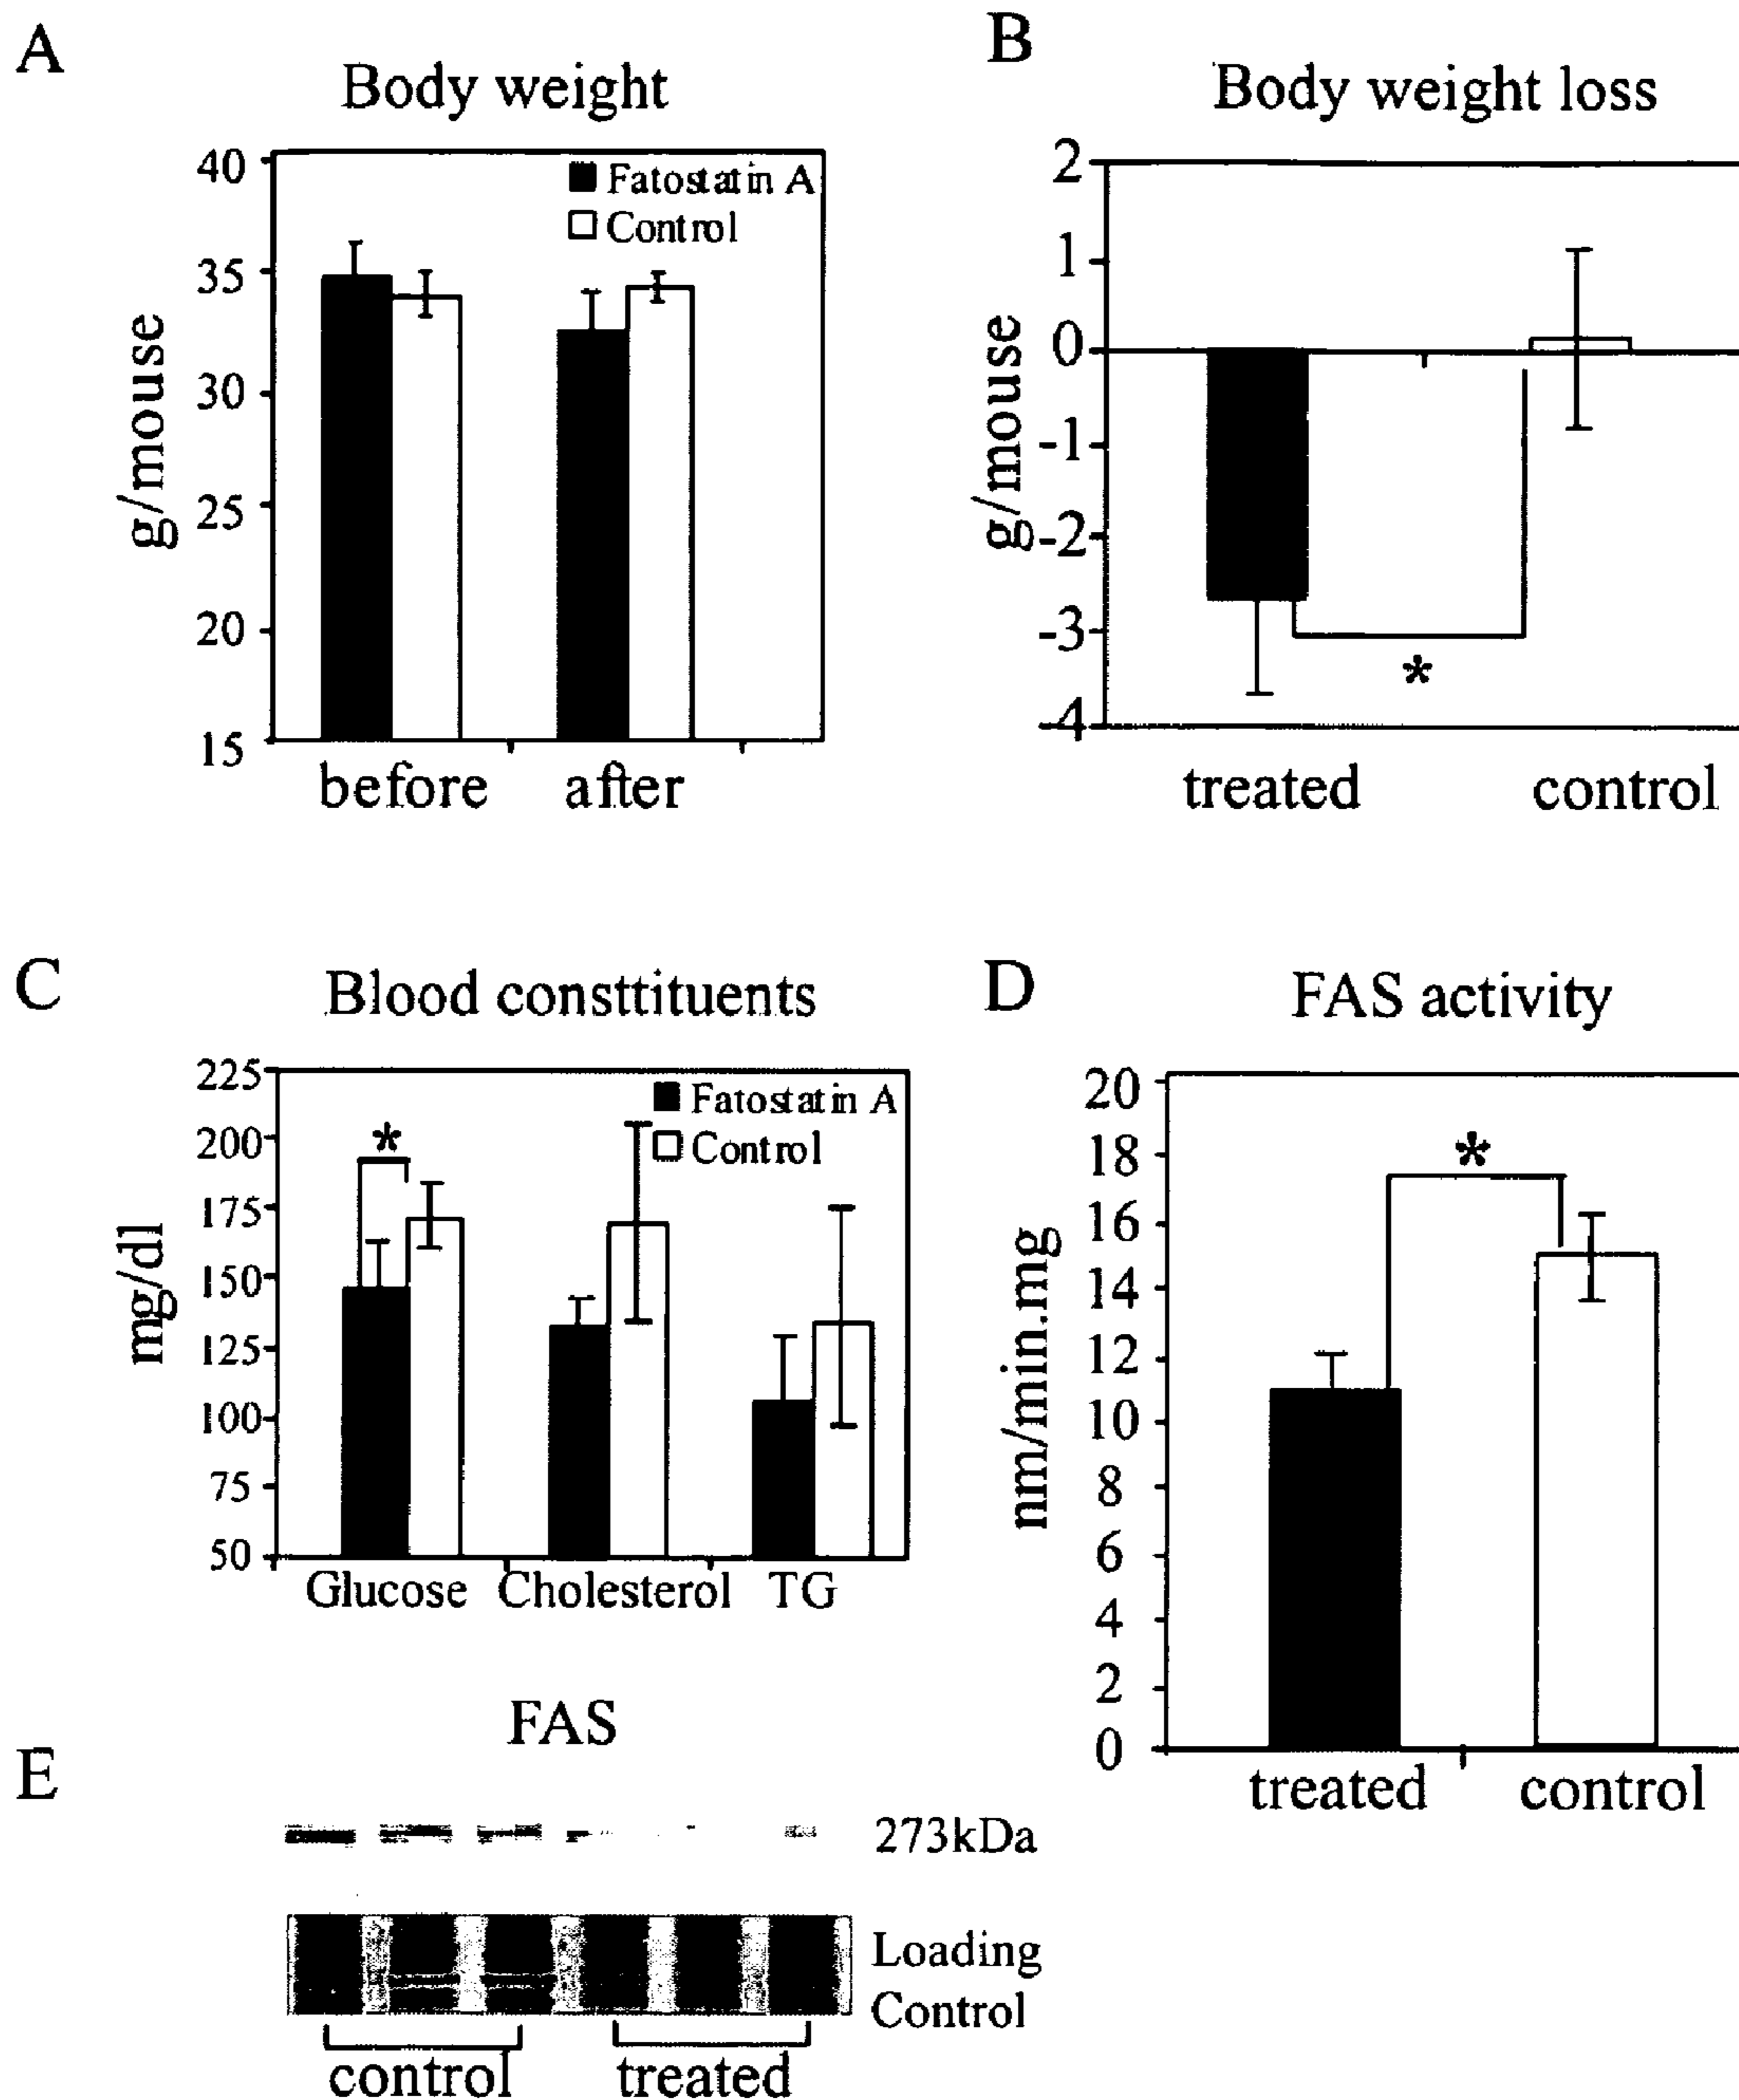 A
Body weight
40
35
30
25
20
15
g/mouse
Fatostatin A
Control
before after
B
Body weight loss
2
1
0
-1
-2
-3
-4
g/mouse
*
treated control
C
Blood consttituents
225
200
175
150
125
100
75
50
mg/dl
Fatostatin A
Control
*
Glucose Cholesterol TG
D
FAS activity
20
18
16
14
12
10
8
6
4
2
0
nm/min.mg
*
treated control
E
FAS
273kDa
Loading
Control
control treated